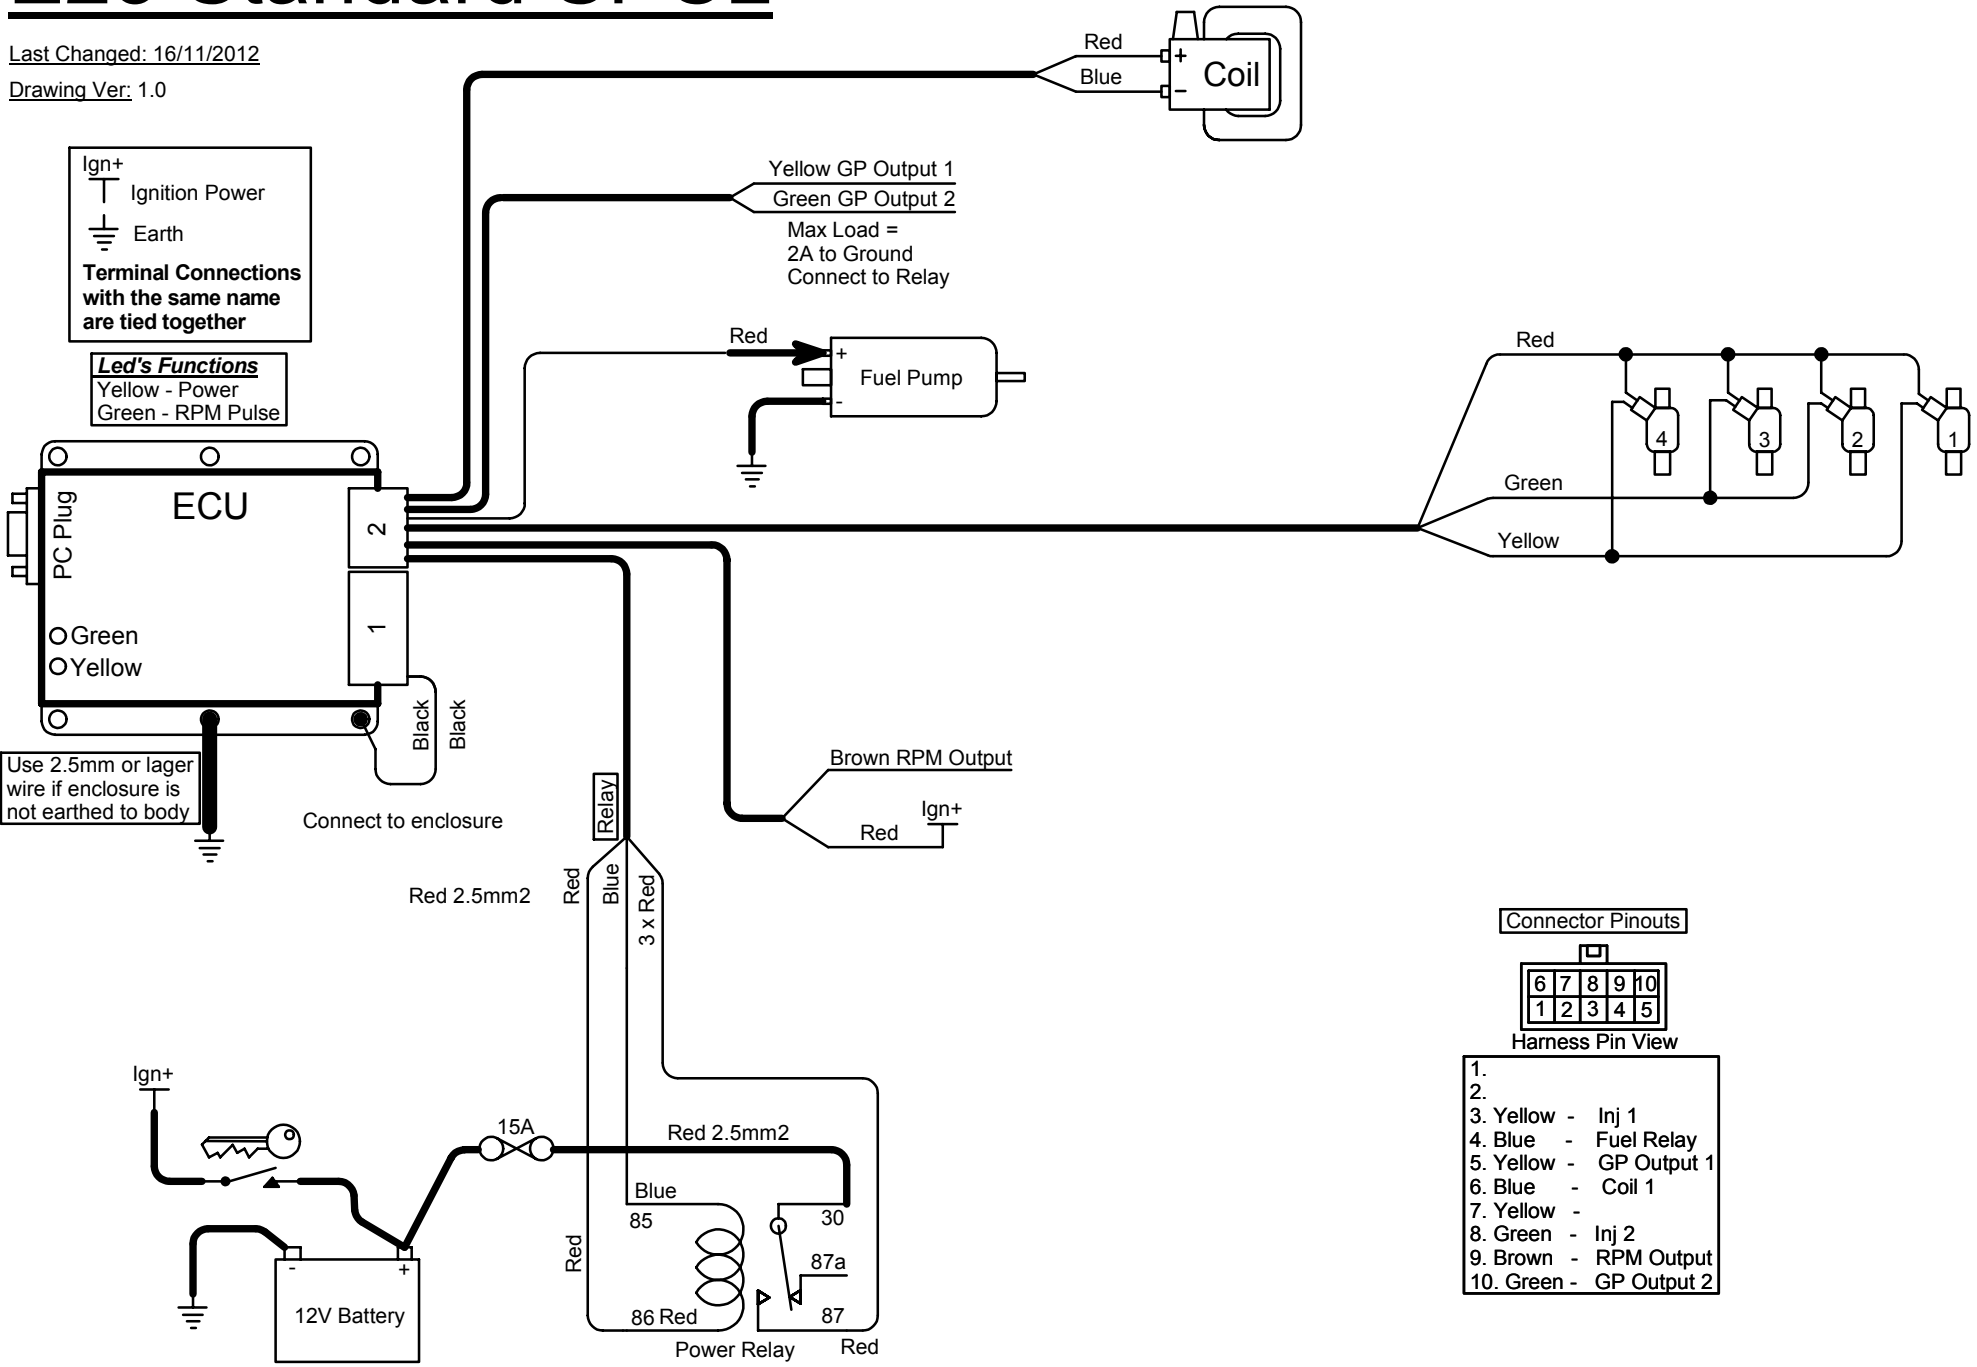 Last Changed: 16/11/2012
Drawing Ver: 1.0
Ign+
Ignition Power
Earth
Terminal Connections
with the same name
are tied together
Led's Functions
Yellow - Power
Green - RPM Pulse
Red
Blue
+
-
Coil
Yellow GP Output 1
Green GP Output 2
Max Load =
2A to Ground
Connect to Relay
Red
+
-
Fuel Pump
Red
Green
Yellow
4
3
2
1
ECU
PC Plug
2
1
Green
Yellow
Black
Black
Use 2.5mm or lager
wire if enclosure is
not earthed to body
Connect to enclosure
Brown RPM Output
Ign+
Red
Relay
Red 2.5mm2
Red
Blue
3 x Red
Ign+
15A
Red 2.5mm2
Blue
85
30
87a
Red
86 Red
87
Power Relay
Red
-
+
12V Battery
Connector Pinouts
6 7 8 9 10
1 2 3 4 5
Harness Pin View
1.
2.
3. Yellow - Inj 1
4. Blue - Fuel Relay
5. Yellow - GP Output 1
6. Blue - Coil 1
7. Yellow -
8. Green - Inj 2
9. Brown - RPM Output
10. Green - GP Output 2